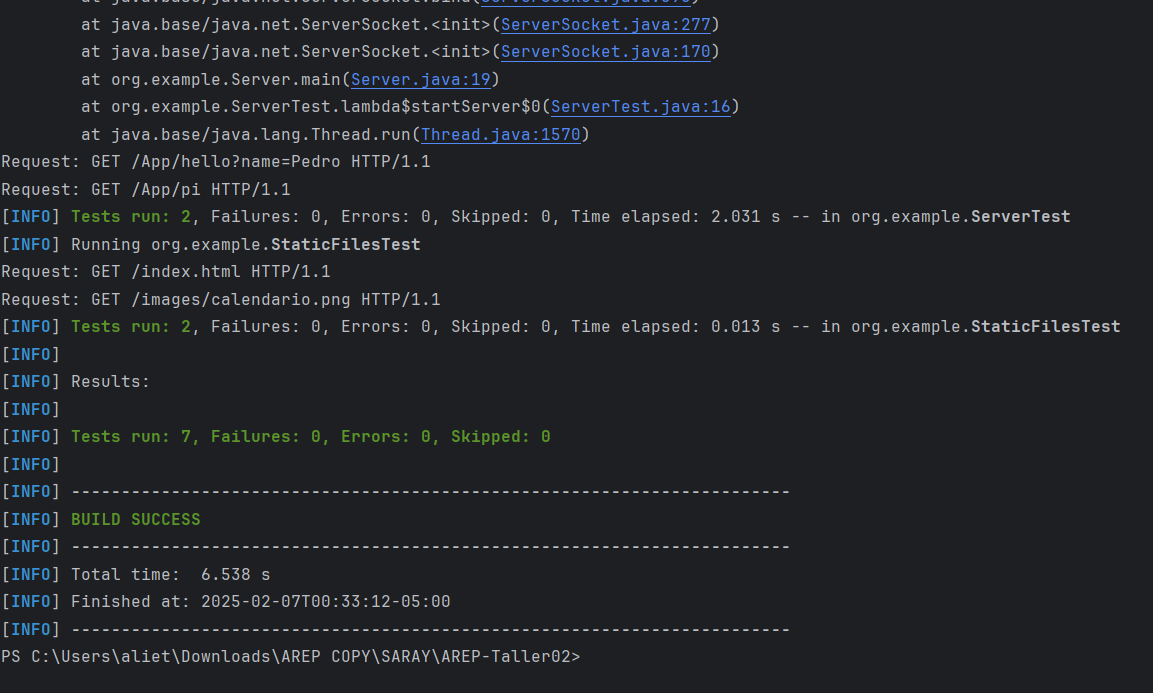 at java.base/java.net.ServerSocket.bind(ServerSocket.java:
at java.base/java.net.ServerSocket.<init>(ServerSocket.java:277)
at java.base/java.net.ServerSocket.<init>(ServerSocket.java:170)
at org.example.Server.main(Server.java:19)
at org.example.ServerTest.lambda$startServer$0(ServerTest.java:16)
at java.base/java.lang.Thread.run(Thread.java:1570)
Request: GET /App/hello?name=Pedro HTTP/1.1
Request: GET /App/pi HTTP/1.1
[INFO] Tests run: 2, Failures: 0, Errors: 0, Skipped: 0, Time elapsed: 2.031 s -- in org.example.ServerTest
[INFO] Running org.example.StaticFilesTest
Request: GET /index.html HTTP/1.1
Request: GET /images/calendario.png HTTP/1.1
[INFO] Tests run: 2, Failures: 0, Errors: 0, Skipped: 0, Time elapsed: 0.013 s -- in org.example.StaticFilesTest
[INFO]
[INFO] Results:
[INFO]
[INFO] Tests run: 7, Failures: 0, Errors: 0, Skipped: 0
[INFO]
[INFO] ------------------------------------------------------------------------
[INFO] BUILD SUCCESS
[INFO] ------------------------------------------------------------------------
[INFO] Total time:  6.538 s
[INFO] Finished at: 2025-02-07T00:33:12-05:00
[INFO] ------------------------------------------------------------------------
PS C:\Users\aliet\Downloads\AREP COPY\SARAY\AREP-Taller02>